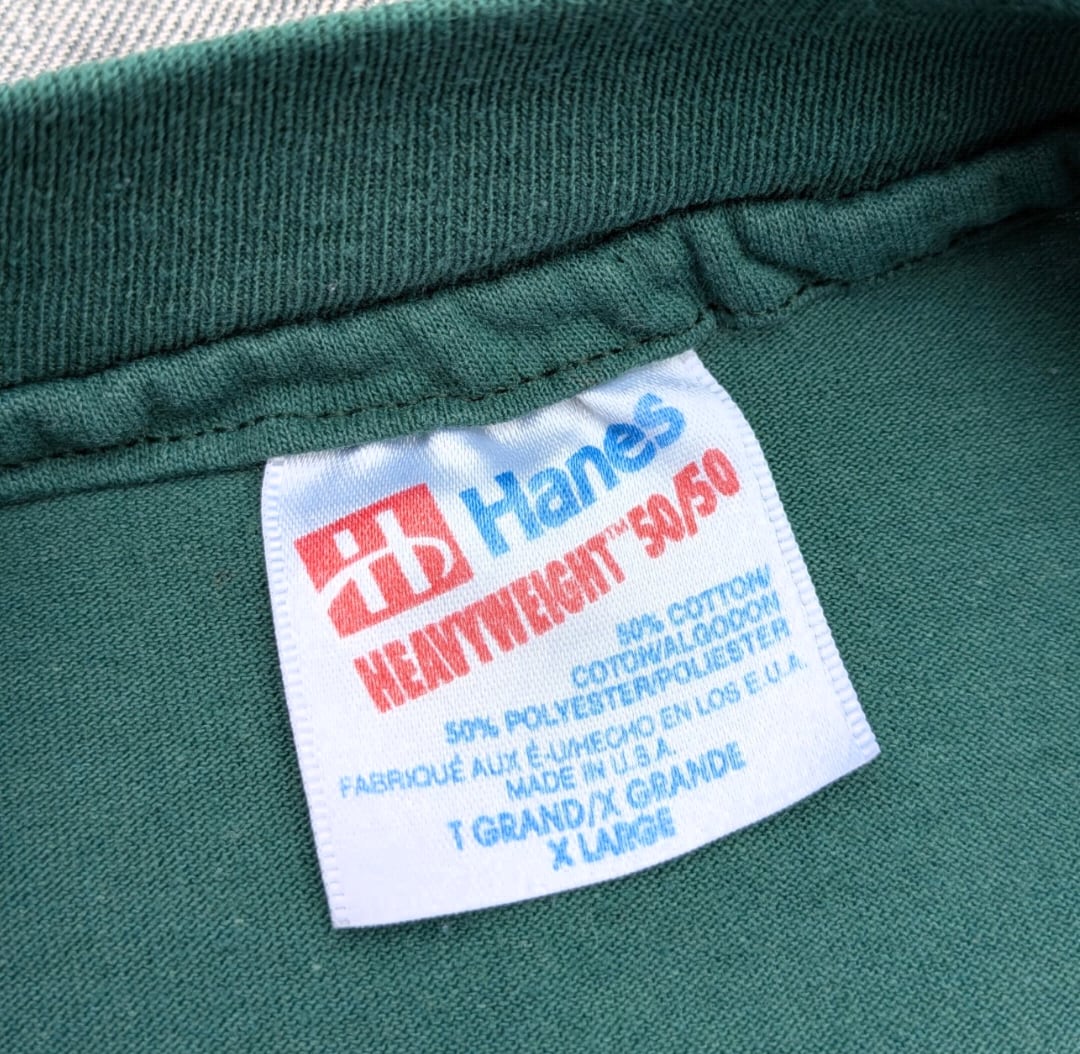 Hanes
HEAVYWEIGHT™ 50/50
50% COTTON/
COTON/ALGODON
50% POLYESTER/POLIESTER
FABRIQUÉ AUX É-U/HECHO EN LOS E.U.A.
MADE IN U.S.A.
T GRAND/X GRANDE
X LARGE